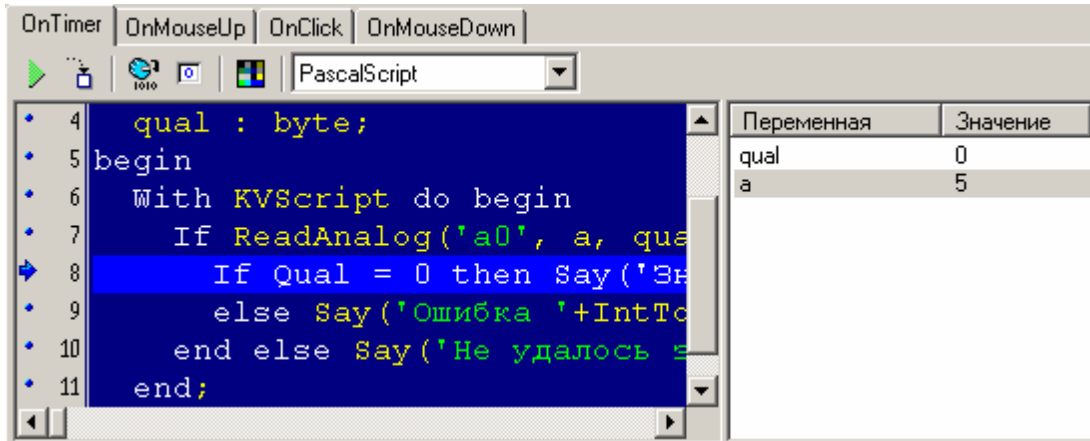 OnTimer OnMouseUp OnClick OnMouseDown
1010 PascalScript
4 qual : byte;
5 begin
6 With KVScript do begin
7 If ReadAnalog('a0', a, qua
8 If Qual = 0 then Say('Зн
9 else Say('Ошибка '+IntTo
10 end else Say('Не удалось з
11 end;
Переменная Значение
qual 0
a 5